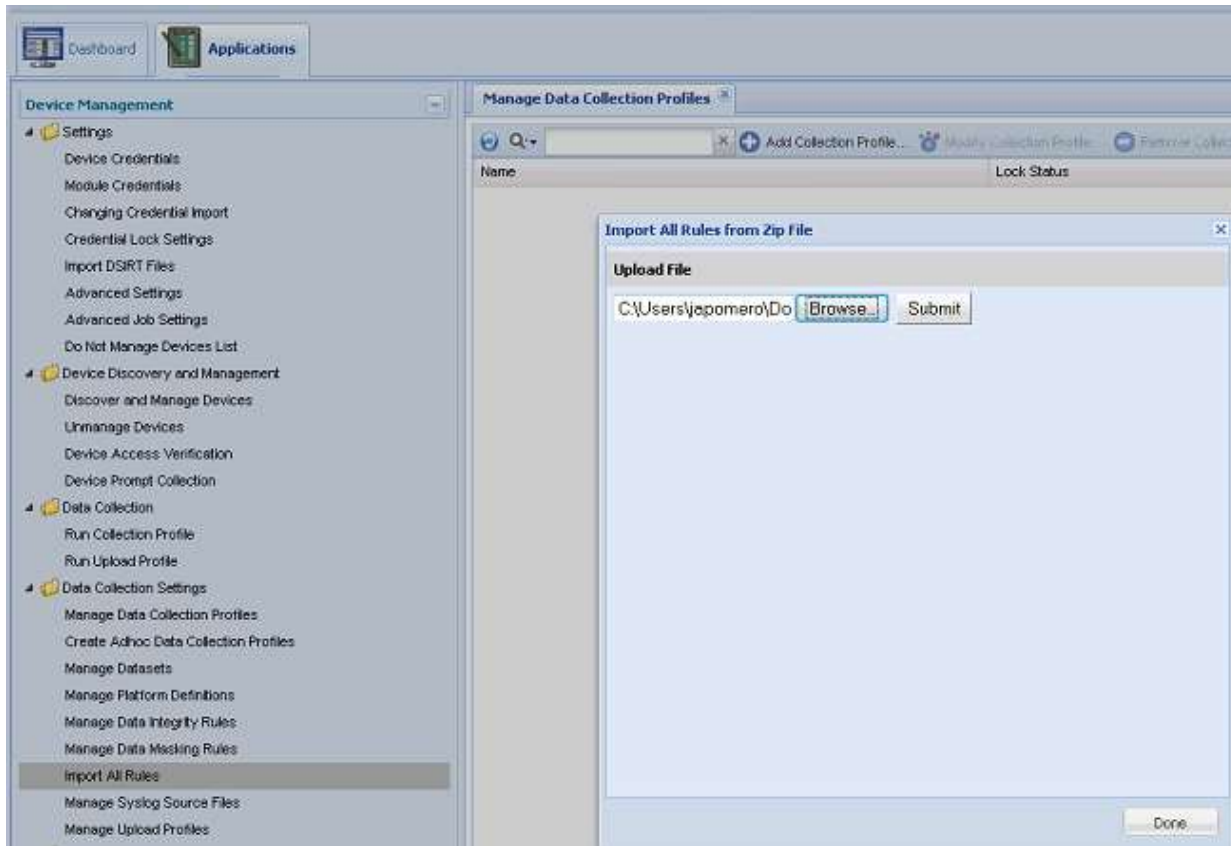 Dashboard
Applications
Device Management
Settings
Device Credentials
Module Credentials
Changing Credential Import
Credential Lock Settings
Import DSIRT Files
Advanced Settings
Advanced Job Settings
Do Not Manage Devices List
Device Discovery and Management
Discover and Manage Devices
Unmanage Devices
Device Access Verification
Device Prompt Collection
Data Collection
Run Collection Profile
Run Upload Profile
Data Collection Settings
Manage Data Collection Profiles
Create Adhoc Data Collection Profiles
Manage Datasets
Manage Platform Definitions
Manage Data Integrity Rules
Manage Data Masking Rules
Import All Rules
Manage Syslog Source Files
Manage Upload Profiles
Manage Data Collection Profiles
Add Collection Profile... Modify Collection Profile Remove Collec
Name Lock Status
Import All Rules from Zip File
Upload File
C:\Users\japomero\Do Browse... Submit
Done